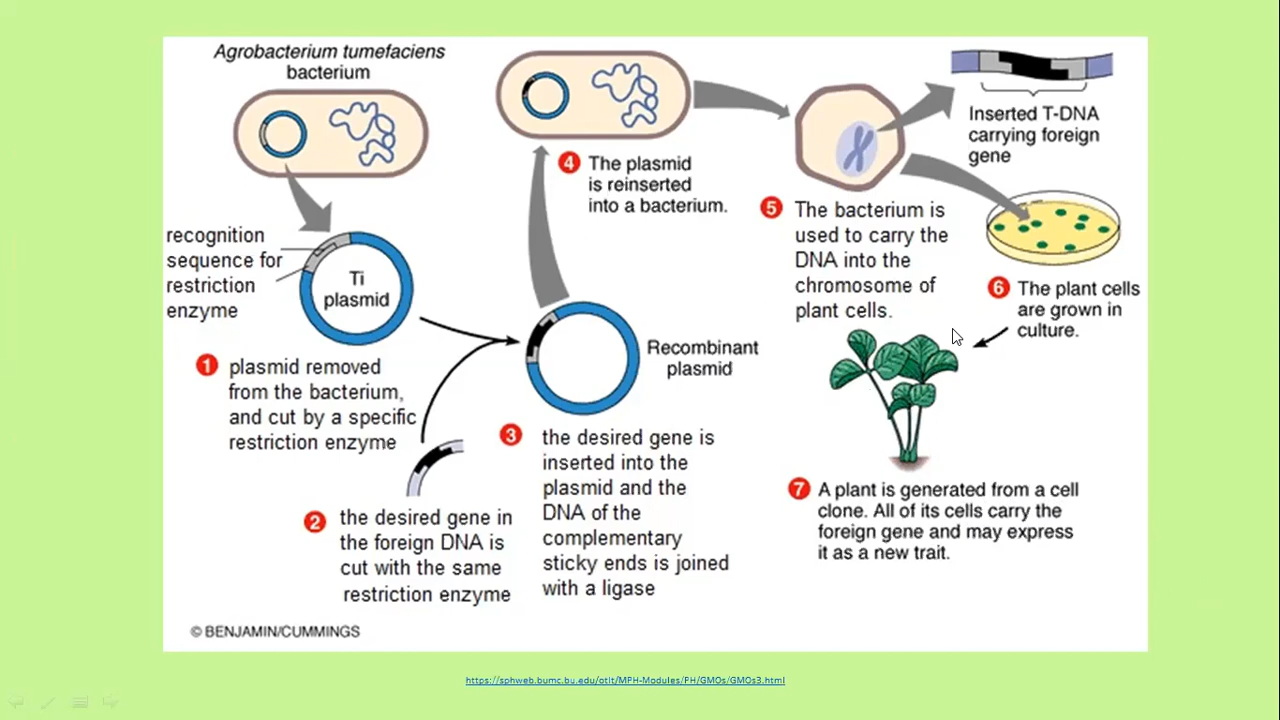 Agrobacterium tumefaciens
bacterium
recognition
sequence for
restriction
enzyme
Ti
plasmid
1 plasmid removed
from the bacterium,
and cut by a specific
restriction enzyme
2 the desired gene in
the foreign DNA is
cut with the same
restriction enzyme
Recombinant
plasmid
3 the desired gene is
inserted into the
plasmid and the
DNA of the
complementary
sticky ends is joined
with a ligase
4 The plasmid
is reinserted
into a bacterium.
5 The bacterium is
used to carry the
DNA into the
chromosome of
plant cells.
Inserted T-DNA
carrying foreign
gene
6 The plant cells
are grown in
culture.
7 A plant is generated from a cell
clone. All of its cells carry the
foreign gene and may express
it as a new trait.
© BENJAMIN/CUMMINGS
https://sphweb.bumc.bu.edu/otlt/MPH-Modules/PH/GMOs/GMOs3.html